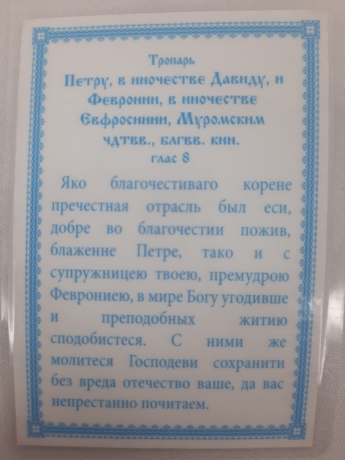 Тропарь
Петру, в иночестве Давиду, и
Февронии, в иночестве
Евфросинии, Муромским
чдтвв., блгвв. кнн.
глас 8
Яко благочестиваго корене
пречестная отрасль был еси,
добре во благочестии пожив,
блаженне Петре, тако и с
супружницею твоею, премудрою
Феврониею, в мире Богу угодивше
и преподобных житию
сподобистеся. С ними же
молитеся Господеви сохранити
без вреда отечество ваше, да вас
непрестанно почитаем.